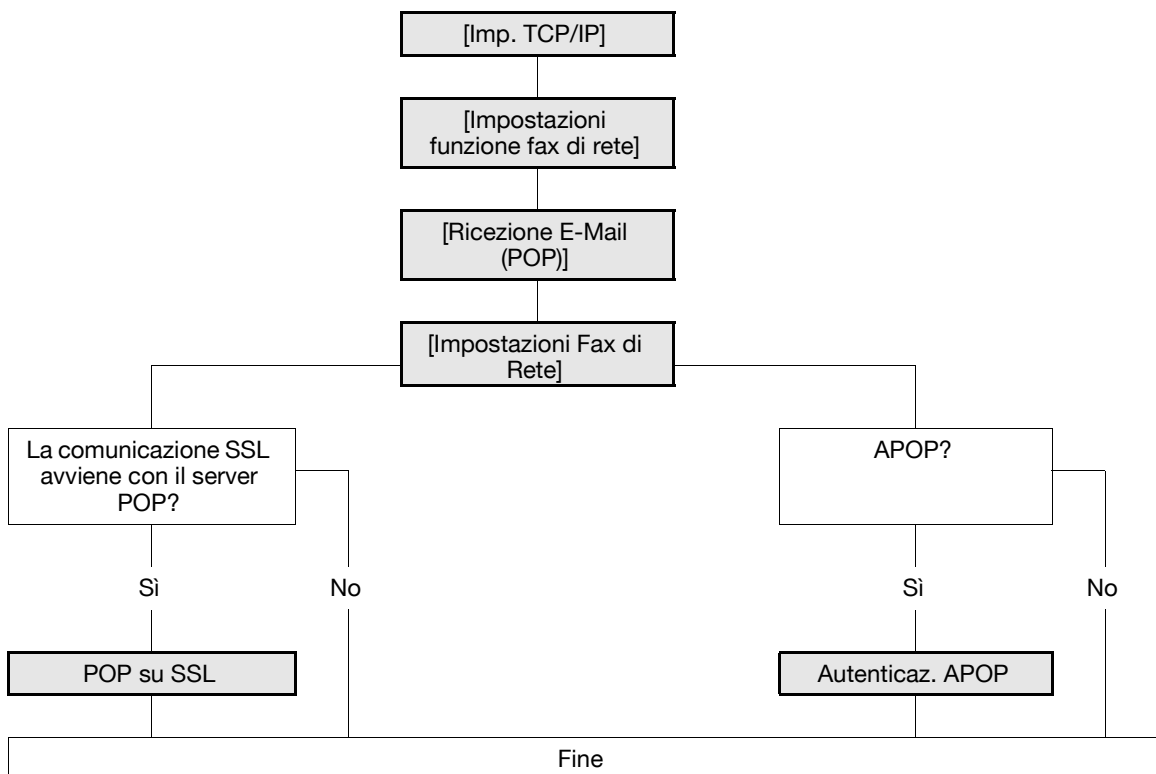 [Imp. TCP/IP]
[Impostazioni
funzione fax di rete]
[Ricezione E-Mail
(POP)]
[Impostazioni Fax di
Rete]
La comunicazione SSL
avviene con il server
POP?
APOP?
Sì
No
Sì
No
POP su SSL
Autenticaz. APOP
Fine